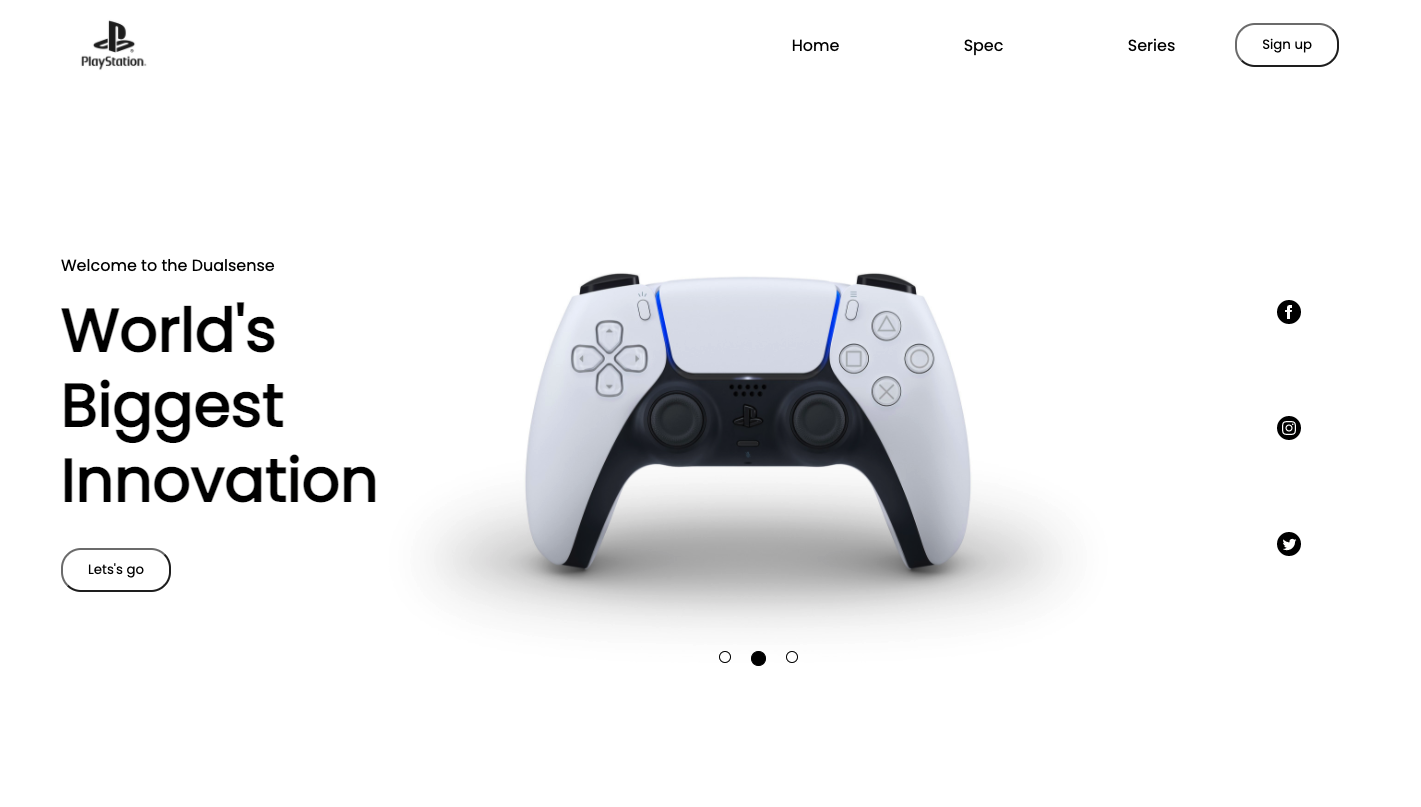 PlayStation.
Home
Spec
Series
Sign up
Welcome to the Dualsense
World's
Biggest
Innovation
Lets's go